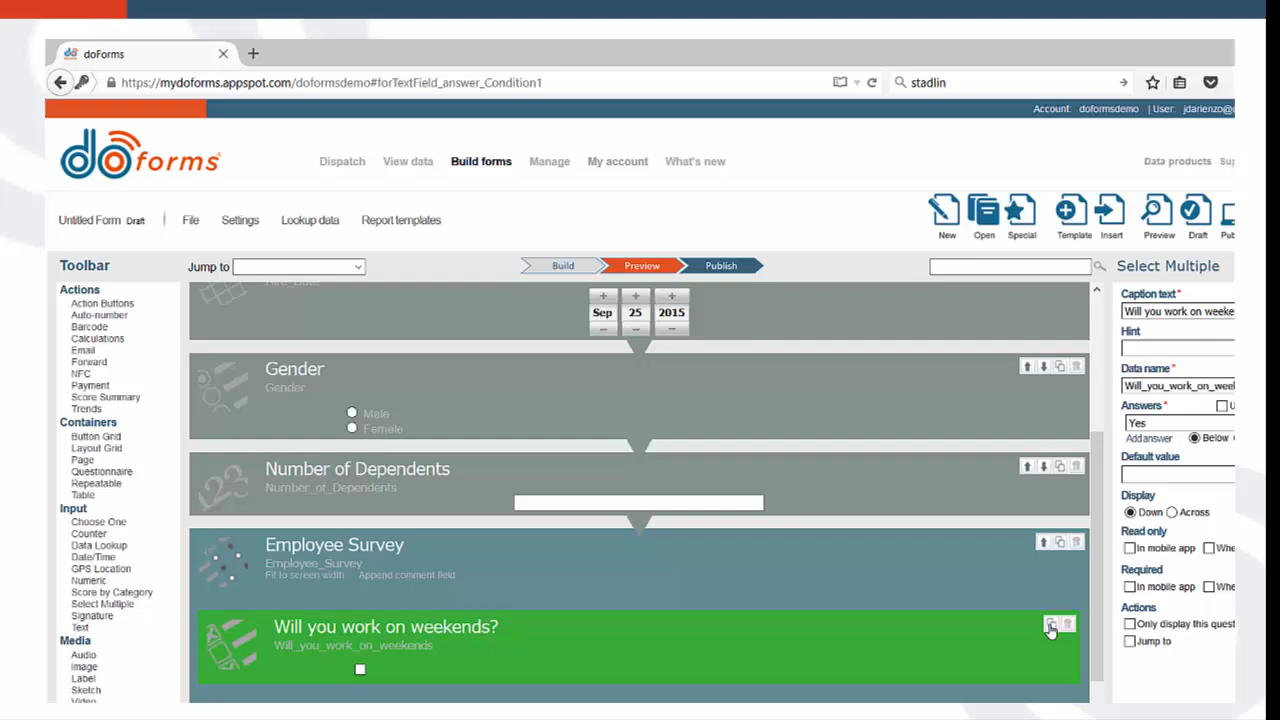 doForms
https://mydoforms.appspot.com/doformsdemo#forTextField_answer_Condition1
stadlin
Account: doformsdemo | User: jdarienzo@
doforms
Dispatch View data Build forms Manage My account What's new Data products
Untitled Form Draft File Settings Lookup data Report templates
New Open Special Template Insert Preview Draft
Toolbar Jump to Build Preview Publish Select Multiple
Actions
Action Buttons
Auto-number
Barcode
Calculations
Email
Forward
NFC
Payment
Score Summary
Trends
Containers
Button Grid
Layout Grid
Page
Questionnaire
Repeatable
Table
Input
Choose One
Counter
Data Lookup
Date/Time
GPS Location
Numeric
Score by Category
Select Multiple
Signature
Text
Media
Audio
Image
Label
Sketch
Video
Hire_Date
Sep 25 2015
Gender
Gender
Male
Female
Number of Dependents
Number_of_Dependents
123
Employee Survey
Employee_Survey
Fit to screen width Append comment field
Will you work on weekends?
Will_you_work_on_weekends
Caption text*
Will you work on weeke
Hint
Data name*
Will_you_work_on_weel
Answers* U
Yes
Add answer Below
Default value
Display
Down Across
Read only
In mobile app Whe
Required
In mobile app Whe
Actions
Only display this quest
Jump to